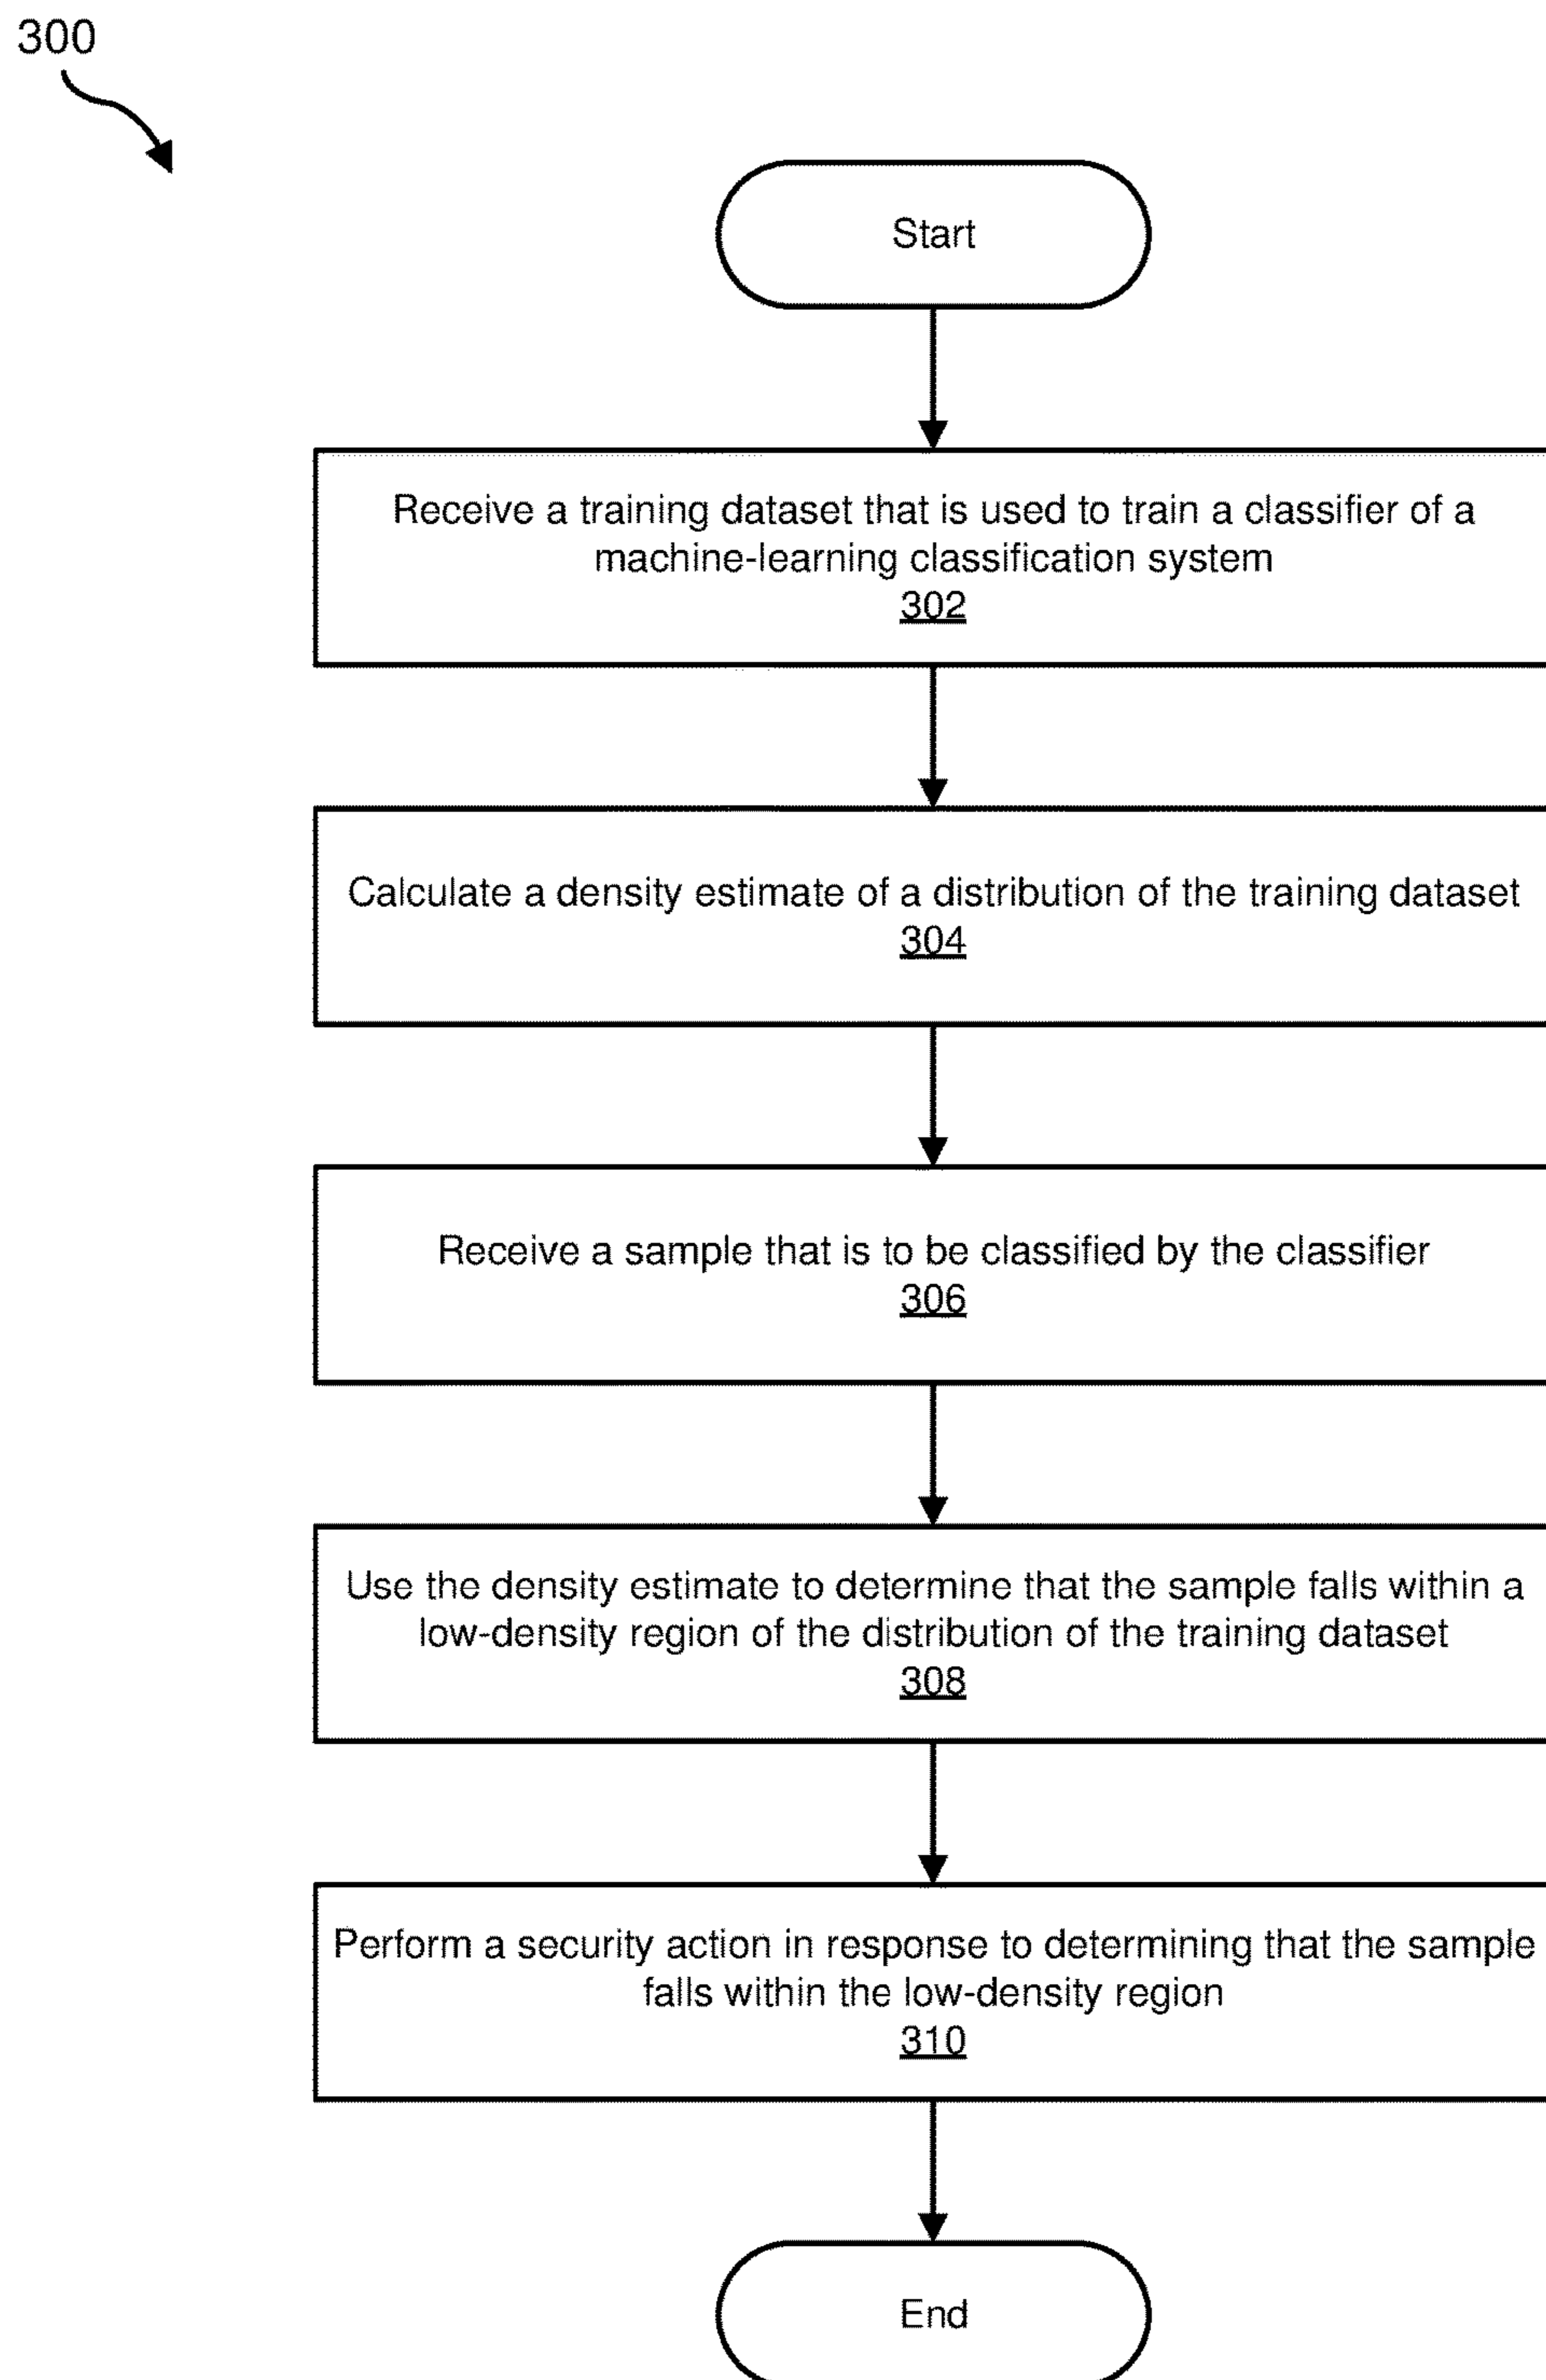 300
Start
Receive a training dataset that is used to train a classifier of a
machine-learning classification system
302
Calculate a density estimate of a distribution of the training dataset
304
Receive a sample that is to be classified by the classifier
306
Use the density estimate to determine that the sample falls within a
low-density region of the distribution of the training dataset
308
Perform a security action in response to determining that the sample
falls within the low-density region
310
End